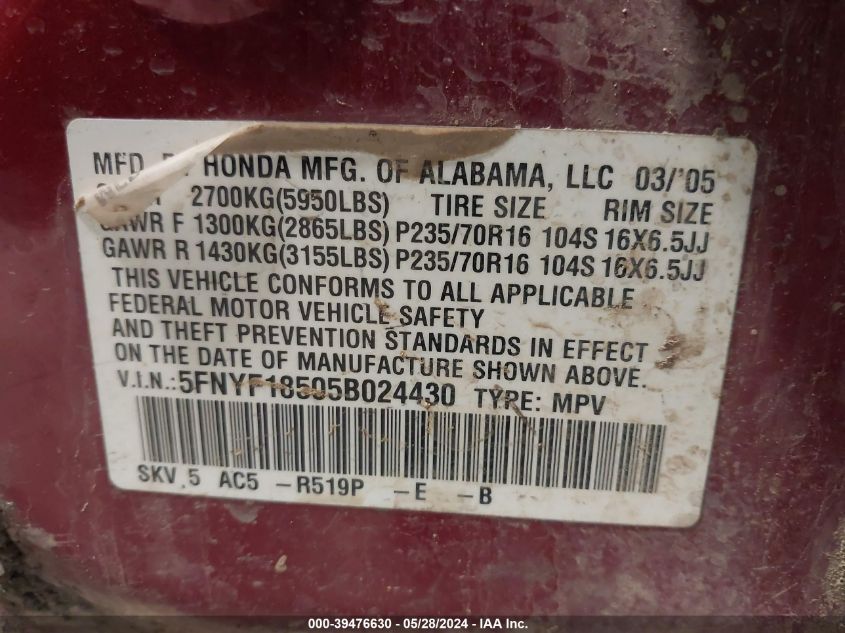 MFD. HONDA MFG. OF ALABAMA, LLC 03/'05
2700KG(5950LBS) TIRE SIZE RIM SIZE
GAWR F 1300KG(2865LBS) P235/70R16 104S 16X6.5JJ
GAWR R 1430KG(3155LBS) P235/70R16 104S 16X6.5JJ
THIS VEHICLE CONFORMS TO ALL APPLICABLE
FEDERAL MOTOR VEHICLE SAFETY
AND THEFT PREVENTION STANDARDS IN EFFECT
ON THE DATE OF MANUFACTURE SHOWN ABOVE.
V.I.N.:5FNYF18505B024430 TYPE: MPV
SKV 5 AC5 –R519P –E –B
000-39476630 / 05/28/2024 / IAA Inc.